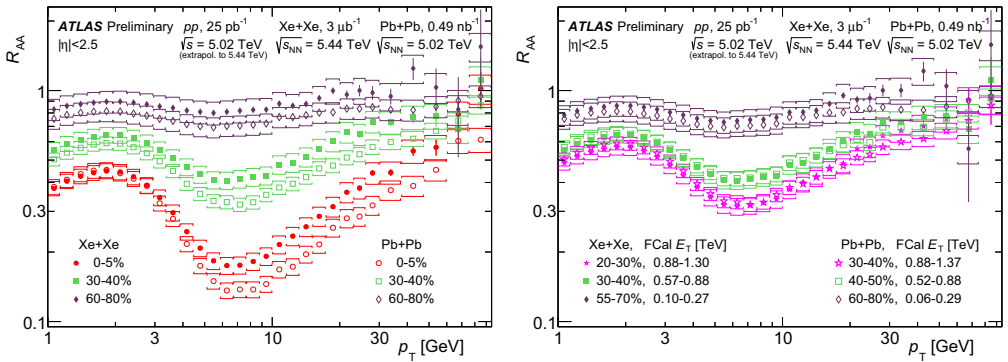 ATLAS Preliminary pp, 25 pb⁻¹ Xe+Xe, 3 μb⁻¹ Pb+Pb, 0.49 nb⁻¹
|η|<2.5 √s = 5.02 TeV √sNN = 5.44 TeV √sNN = 5.02 TeV
(extrapol. to 5.44 TeV)
RAA
1
0.3
0.1
Xe+Xe Pb+Pb
0-5% 0-5%
30-40% 30-40%
60-80% 60-80%
1 3 10 30
pT [GeV]
ATLAS Preliminary pp, 25 pb⁻¹ Xe+Xe, 3 μb⁻¹ Pb+Pb, 0.49 nb⁻¹
|η|<2.5 √s = 5.02 TeV √sNN = 5.44 TeV √sNN = 5.02 TeV
(extrapol. to 5.44 TeV)
RAA
1
0.3
0.1
Xe+Xe, FCal ET [TeV] Pb+Pb, FCal ET [TeV]
20-30%, 0.88-1.30 30-40%, 0.88-1.37
30-40%, 0.57-0.88 40-50%, 0.52-0.88
55-70%, 0.10-0.27 60-80%, 0.06-0.29
1 3 10 30
pT [GeV]